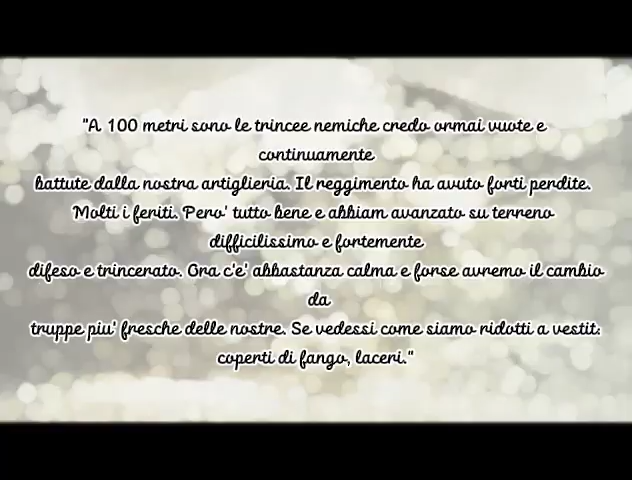 "A 100 metri sono le trincee nemiche credo ormai vuote e
continuamente
battute dalla nostra artiglieria. Il reggimento ha avuto forti perdite.
Molti i feriti. Pero' tutto bene e abbiam avanzato su terreno
difficilissimo e fortemente
difeso e trincerato. Ora c'e' abbastanza calma e forse avremo il cambio
da
truppe piu' fresche delle nostre. Se vedessi come siamo ridotti a vestit:
coperti di fango, laceri."